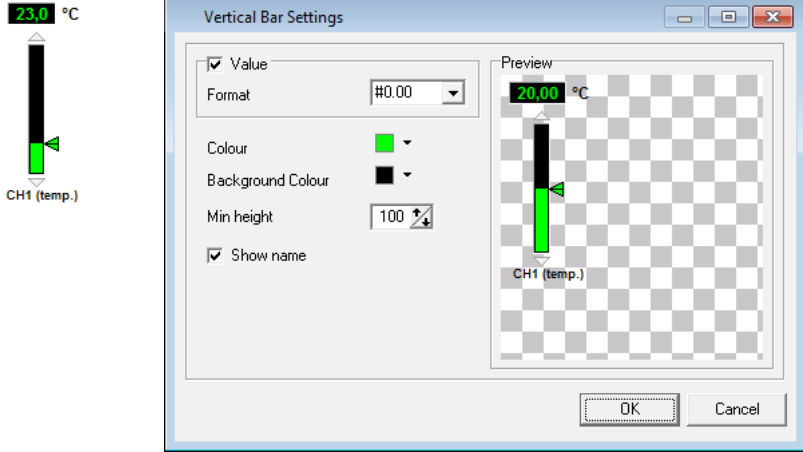 23,0 °C
CH1 (temp.)
Vertical Bar Settings
Value
Format #0.00
Colour
Background Colour
Min height 100
Show name
Preview
20,00 °C
CH1 (temp.)
OK Cancel